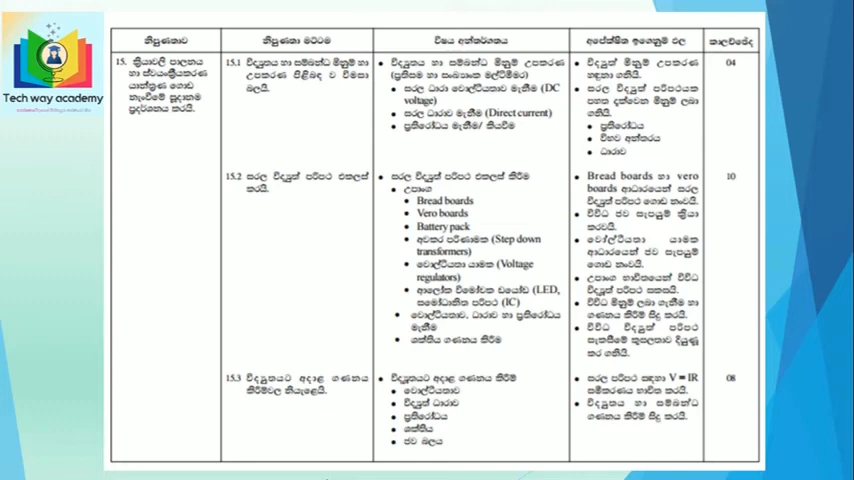 Tech way academy
නිපුණතාව
නිපුණතා මට්ටම
විෂය අන්තර්ගතය
අපේක්ෂිත ඉගෙනුම් ඵල
කාලච්ඡේද
15. ක්‍රියාවලි පාලනය
හා ස්වයංක්‍රීයකරණ
යාන්ත්‍රණ ගොඩ
නැංවීමේ සූදානම
ප්‍රදර්ශනය කරයි.
15.1 විද්‍යුතය හා සම්බන්ධ මිනුම් හා
උපකරණ පිළිබඳ ව විමසා
බලයි.
• විද්‍යුතය හා සම්බන්ධ මිනුම් උපකරණ
(ප්‍රතිසම හා සංඛ්‍යාංක මල්ටිමීටර)
• සරල ධාරා වොල්ටීයතාව මැනීම (DC
voltage)
• සරල ධාරාව මැනීම (Direct current)
• ප්‍රතිරෝධය මැනීම/ කියවීම
• විද්‍යුත් මිනුම් උපකරණ
හඳුනා ගනියි.
• සරල විද්‍යුත් පරිපථයක
පහත දැක්වෙන මිනුම් ලබා
ගනියි.
• ප්‍රතිරෝධය
• විභව අන්තරය
• ධාරාව
04
15.2 සරල විද්‍යුත් පරිපථ එකලස්
කරයි.
• සරල විද්‍යුත් පරිපථ එකලස් කිරීම
• උපාංග
• Bread boards
• Vero boards
• Battery pack
• අවකර පරිණාමක (Step down
transformers)
• වොල්ටීයතා යාමක (Voltage
regulators)
• ආලෝක විමෝචක ඩයෝඩ (LED,
සමෝධානිත පරිපථ (IC)
• වොල්ටීයතාව, ධාරාව හා ප්‍රතිරෝධය
මැනීම
• ශක්තිය ගණනය කිරීම
• Bread boards හා vero
boards ආධාරයෙන් සරල
විද්‍යුත් පරිපථ ගොඩ නංවයි.
• විවිධ ජව සැපයුම් ක්‍රියා
කරවයි.
• වෝල්ටීයතා යාමක
ආධාරයෙන් ජව සැපයුම්
ගොඩ නංවයි.
• උපාංග භාවිතයෙන් විවිධ
විද්‍යුත් පරිපථ සකසයි.
• විවිධ මිනුම් ලබා ගැනීම හා
ගණනය කිරීම් සිදු කරයි.
• විවිධ විද්‍යුත් පරිපථ
සැකසීමේ කුසලතාව දියුණු
කර ගනියි.
10
15.3 විද්‍යුතයට අදාළ ගණනය
කිරීම්වල නියැළෙයි.
• විද්‍යුතයට අදාළ ගණනය කිරීම්
• වොල්ටීයතාව
• විද්‍යුත් ධාරාව
• ප්‍රතිරෝධය
• ශක්තිය
• ජව බලය
• සරල පරිපථ සඳහා V = IR
සමීකරණය භාවිත කරයි.
• විද්‍යුතය හා සම්බන්ධ
ගණනය කිරීම් සිදු කරයි.
08